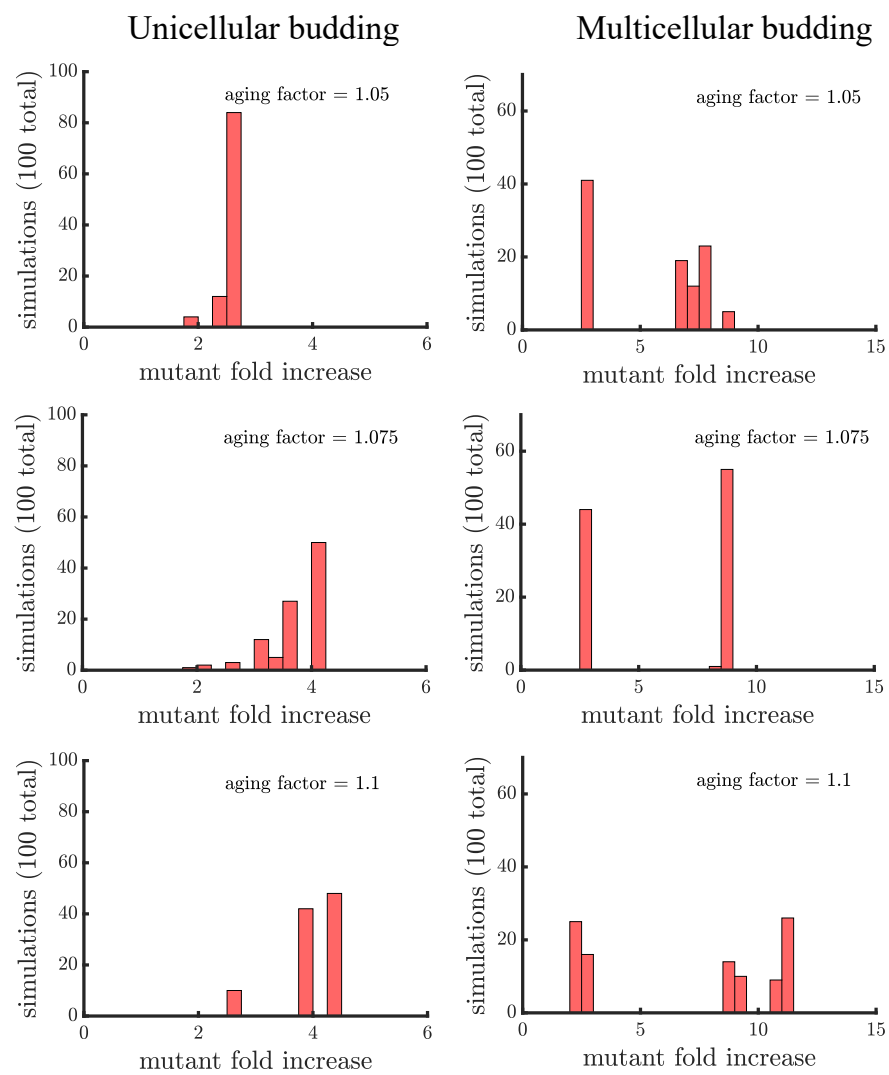 Unicellular budding
Multicellular budding
simulations (100 total)
100
80
60
40
20
0
aging factor = 1.05
0 2 4 6
mutant fold increase
simulations (100 total)
60
40
20
0
aging factor = 1.05
0 5 10 15
mutant fold increase
simulations (100 total)
100
80
60
40
20
0
aging factor = 1.075
0 2 4 6
mutant fold increase
simulations (100 total)
60
40
20
0
aging factor = 1.075
0 5 10 15
mutant fold increase
simulations (100 total)
100
80
60
40
20
0
aging factor = 1.1
0 2 4 6
mutant fold increase
simulations (100 total)
60
40
20
0
aging factor = 1.1
0 5 10 15
mutant fold increase